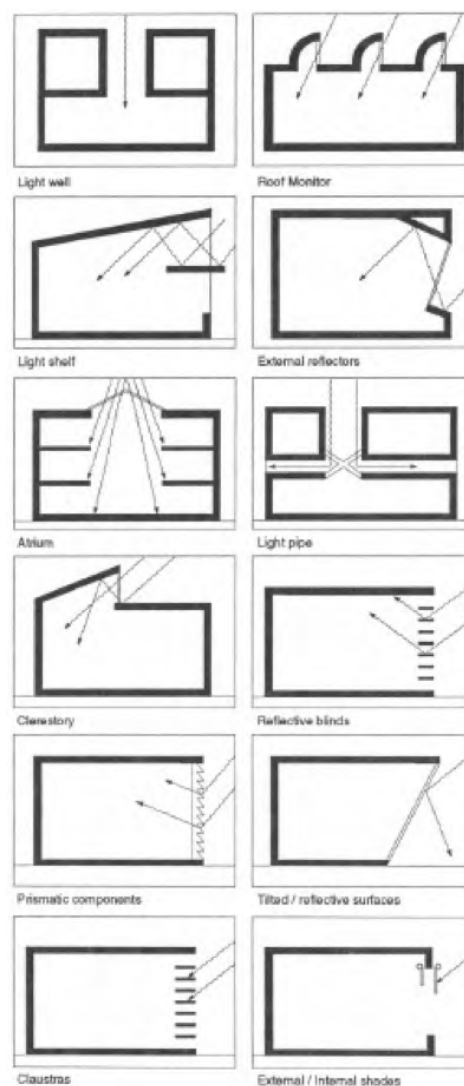 Light well
Roof Monitor
Light shelf
External reflectors
Atrium
Light pipe
Clerestory
Reflective blinds
Prismatic components
Tilted / reflective surfaces
Claustras
External / Internal shades